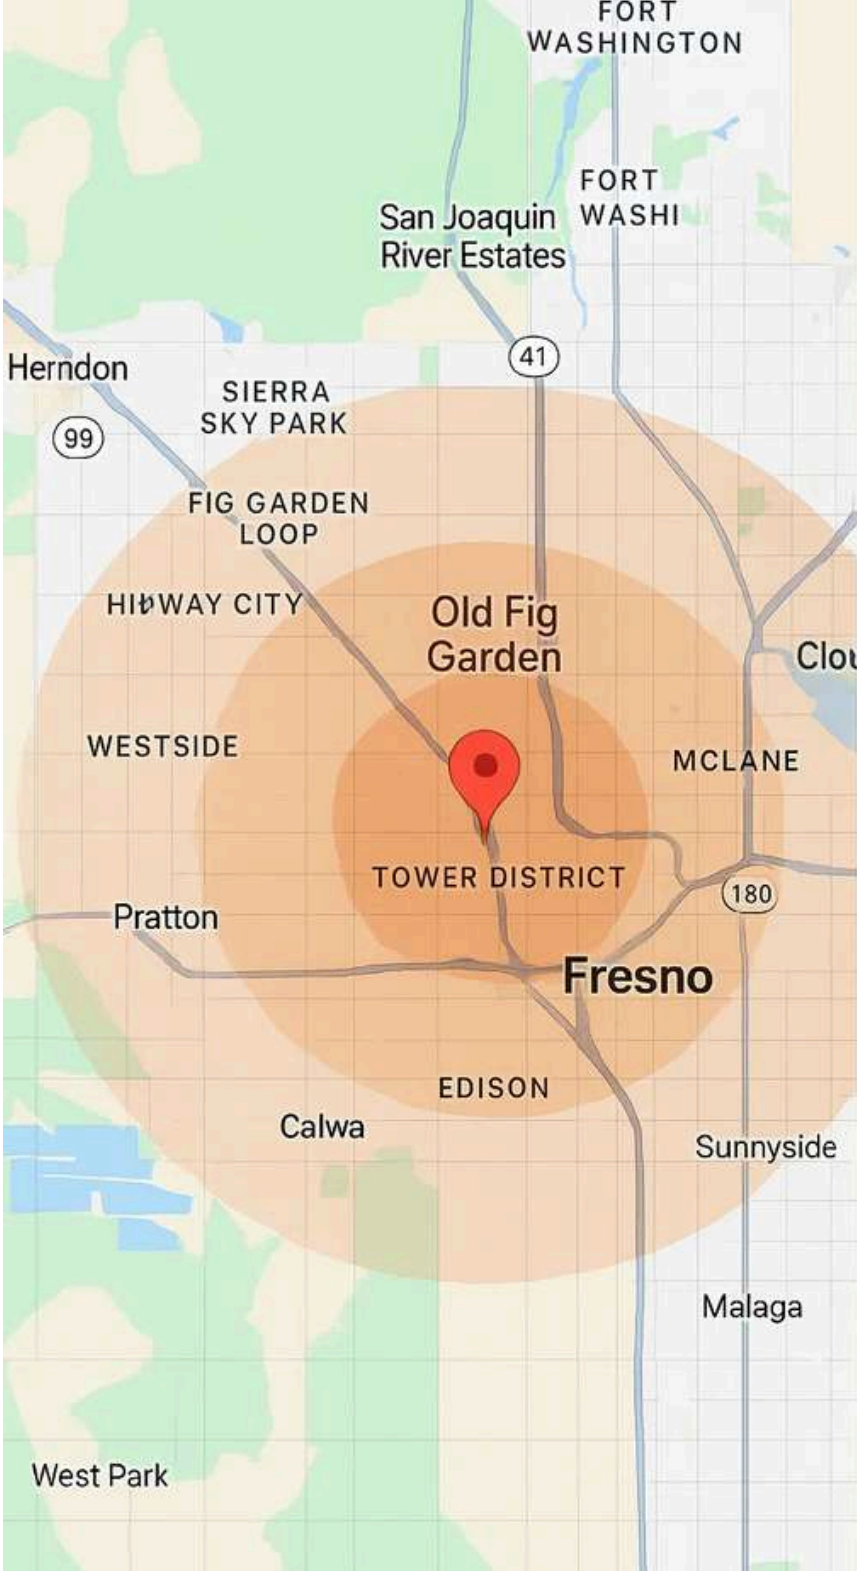 FORT
WASHINGTON
FORT
WASHI
San Joaquin
River Estates
41
Herndon
SIERRA
SKY PARK
99
FIG GARDEN
LOOP
HIWAY CITY
Old Fig
Garden
Clou
WESTSIDE
MCLANE
TOWER DISTRICT
180
Pratton
Fresno
EDISON
Calwa
Sunnyside
Malaga
West Park